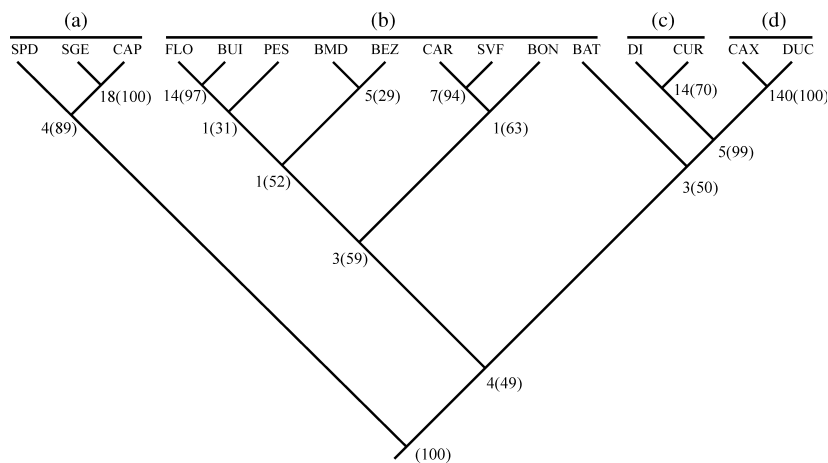 (a) (b) (c) (d)
SPD SGE CAP FLO BUI PES BMD BEZ CAR SVF BON BAT DI CUR CAX DUC
18(100) 14(97) 5(29) 7(94) 14(70) 140(100)
4(89) 1(31) 1(63)
5(99)
1(52) 3(50)
3(59)
4(49)
(100)